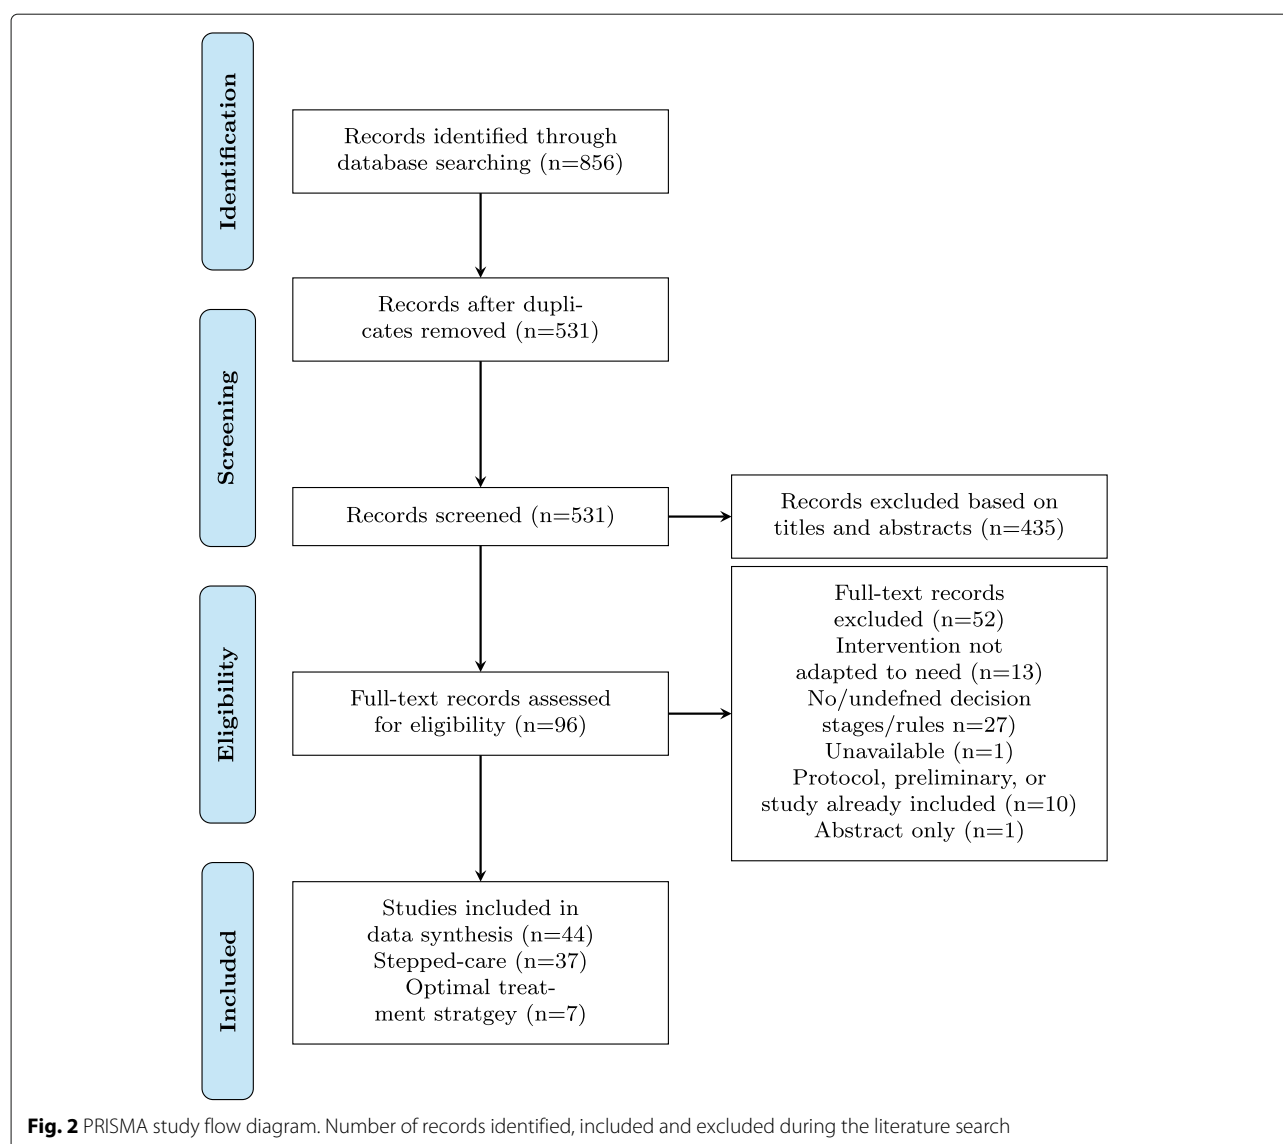 Identification
Records identified through
database searching (n=856)
Records after dupli-
cates removed (n=531)
Screening
Records screened (n=531)
Records excluded based on
titles and abstracts (n=435)
Eligibility
Full-text records assessed
for eligibility (n=96)
Full-text records
excluded (n=52)
Intervention not
adapted to need (n=13)
No/undefned decision
stages/rules n=27)
Unavailable (n=1)
Protocol, preliminary, or
study already included (n=10)
Abstract only (n=1)
Included
Studies included in
data synthesis (n=44)
Stepped-care (n=37)
Optimal treat-
ment stratgey (n=7)
Fig. 2 PRISMA study flow diagram. Number of records identified, included and excluded during the literature search